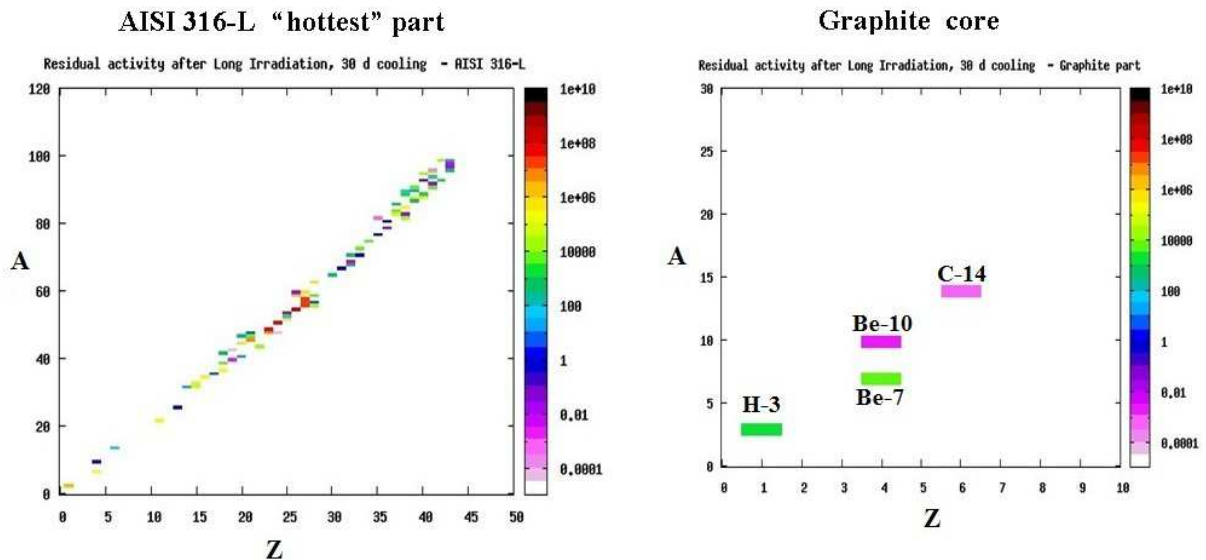 AISI 316-L “hottest” part
Residual activity after Long Irradiation, 30 d cooling - AISI 316-L
120
100
80
60
40
20
0
A
0 5 10 15 20 25 30 35 40 45 50
Z
1e+10
1e+08
1e+06
10000
100
1
0.01
0.0001
Graphite core
Residual activity after Long Irradiation, 30 d cooling - Graphite part
30
25
20
15
10
5
0
A
C-14
Be-10
Be-7
H-3
0 1 2 3 4 5 6 7 8 9 10
Z
1e+10
1e+08
1e+06
10000
100
1
0.01
0.0001